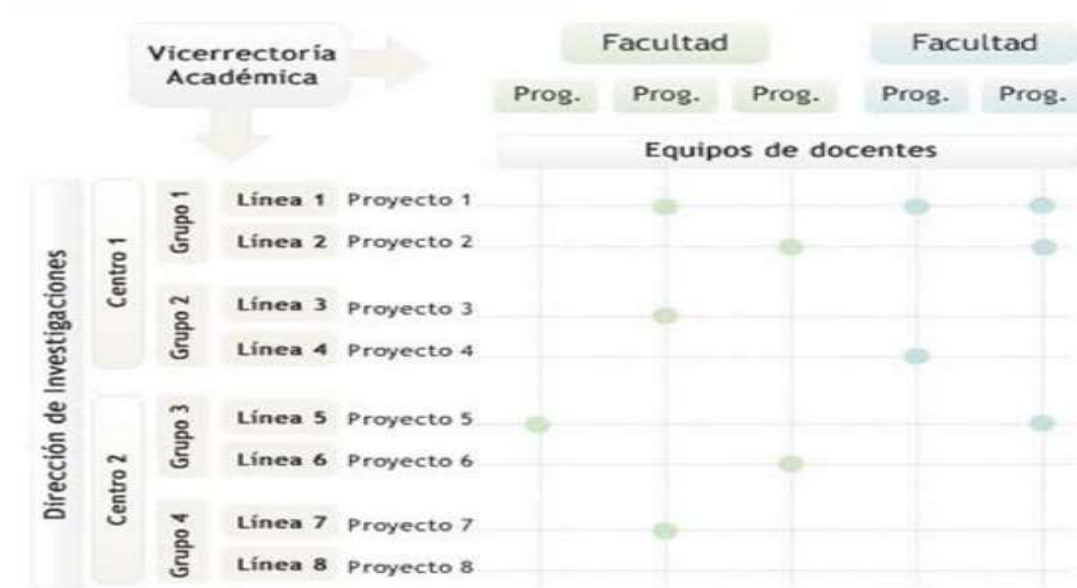 Vicerrectoría
Académica
Facultad
Facultad
Prog.
Prog.
Prog.
Prog.
Prog.
Equipos de docentes
Dirección de Investigaciones
Centro 1
Grupo 1
Línea 1 Proyecto 1
Línea 2 Proyecto 2
Grupo 2
Línea 3 Proyecto 3
Línea 4 Proyecto 4
Centro 2
Grupo 3
Línea 5 Proyecto 5
Línea 6 Proyecto 6
Grupo 4
Línea 7 Proyecto 7
Línea 8 Proyecto 8